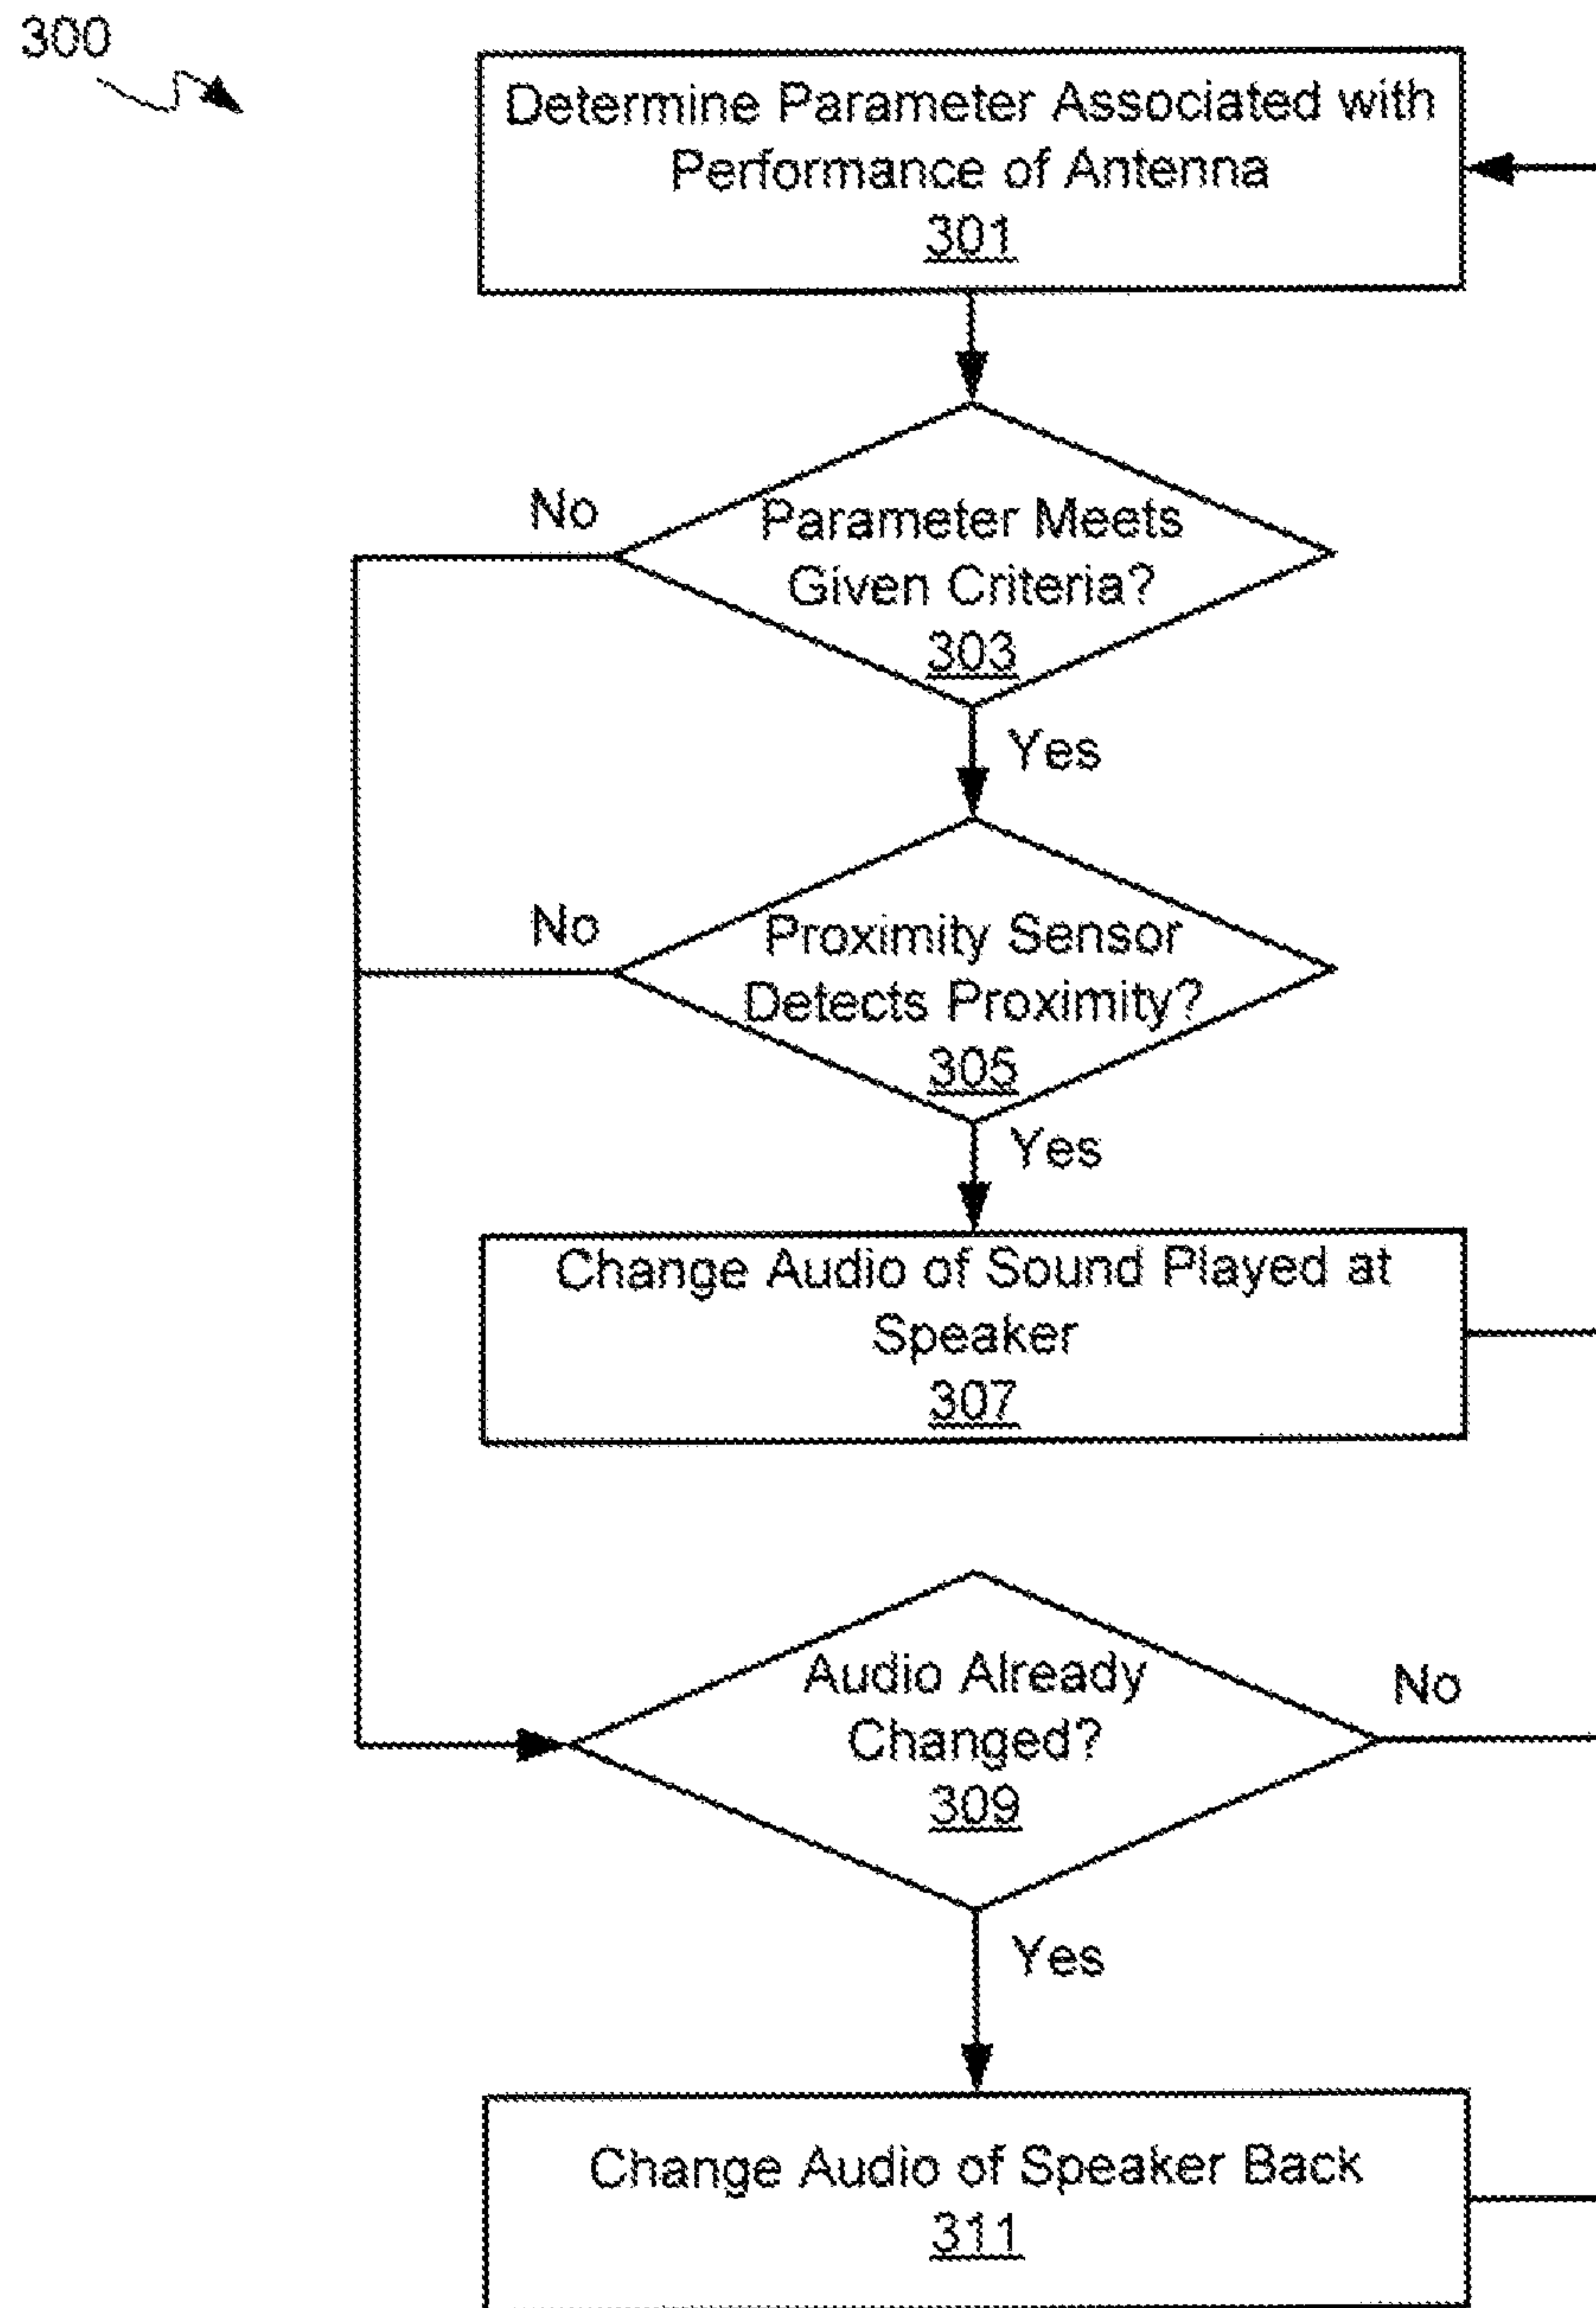 300
Determine Parameter Associated with
Performance of Antenna
301
No
Parameter Meets
Given Criteria?
303
Yes
No
Proximity Sensor
Detects Proximity?
305
Yes
Change Audio of Sound Played at
Speaker
307
Audio Already
Changed?
309
No
Yes
Change Audio of Speaker Back
311